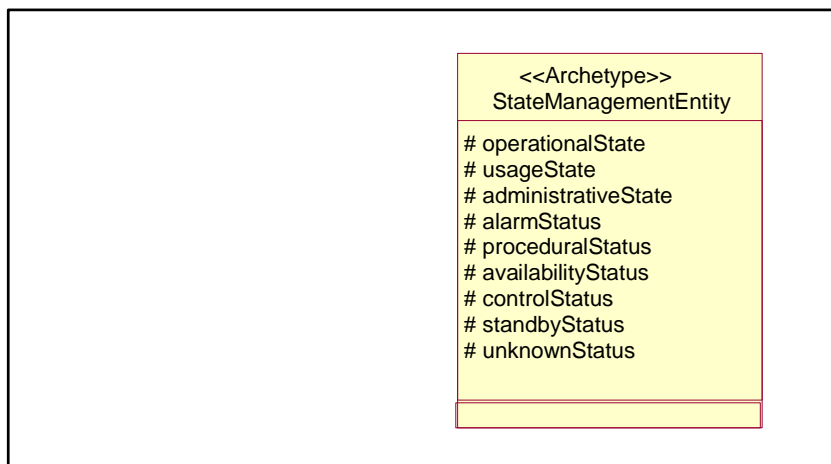 <<Archetype>>
StateManagementEntity
# operationalState
# usageState
# administrativeState
# alarmStatus
# proceduralStatus
# availabilityStatus
# controlStatus
# standbyStatus
# unknownStatus